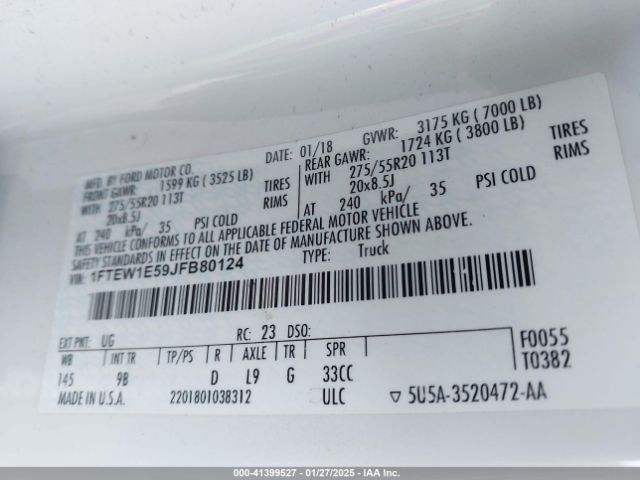 MFD. BY FORD MOTOR CO. DATE: 01/18 GVWR: 3175 KG ( 7000 LB)
FRONT GAWR: 1599 KG ( 3525 LB) REAR GAWR: 1724 KG ( 3800 LB)
WITH 275/55R20 113T TIRES WITH 275/55R20 113T TIRES
20x8.5J RIMS 20x8.5J RIMS
AT 240 kPa/ 35 PSI COLD AT 240 kPa/ 35 PSI COLD
THIS VEHICLE CONFORMS TO ALL APPLICABLE FEDERAL MOTOR VEHICLE
SAFETY STANDARDS IN EFFECT ON THE DATE OF MANUFACTURE SHOWN ABOVE.
VIN: 1FTEW1E59JFB80124 TYPE: Truck
EXT PNT: UG RC: 23 DSO: F0055
WB INT TR TP/PS R AXLE TR SPR T0382
145 9B D L9 G 33CC
MADE IN U.S.A. 2201801038312 ULC ▽ 5U5A-3520472-AA
000-41399527 - 01/27/2025 - IAA Inc.